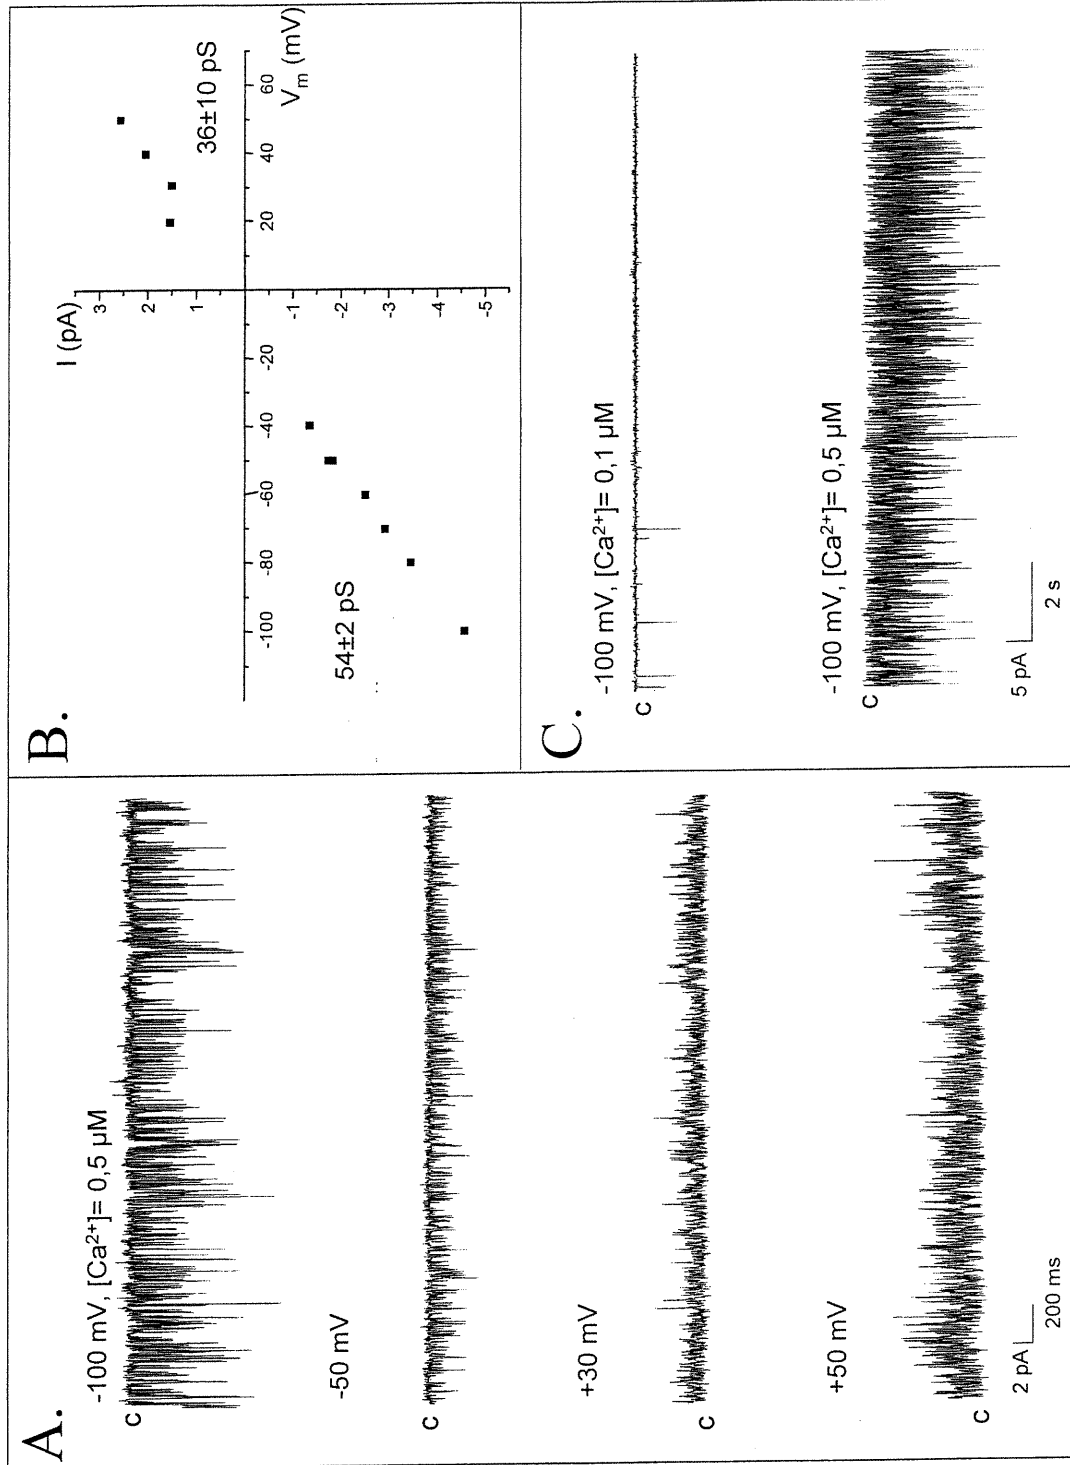 A.
-100 mV, [Ca²⁺]= 0,5 µM
C
-50 mV
C
+30 mV
C
+50 mV
C
2 pA
200 ms
B.
I (pA)
3
2
1
-1
-2
-3
-4
-5
-100
-80
-60
-40
-20
20
40
60
Vₘ (mV)
54±2 pS
36±10 pS
C.
-100 mV, [Ca²⁺]= 0,1 µM
C
-100 mV, [Ca²⁺]= 0,5 µM
C
5 pA
2 s